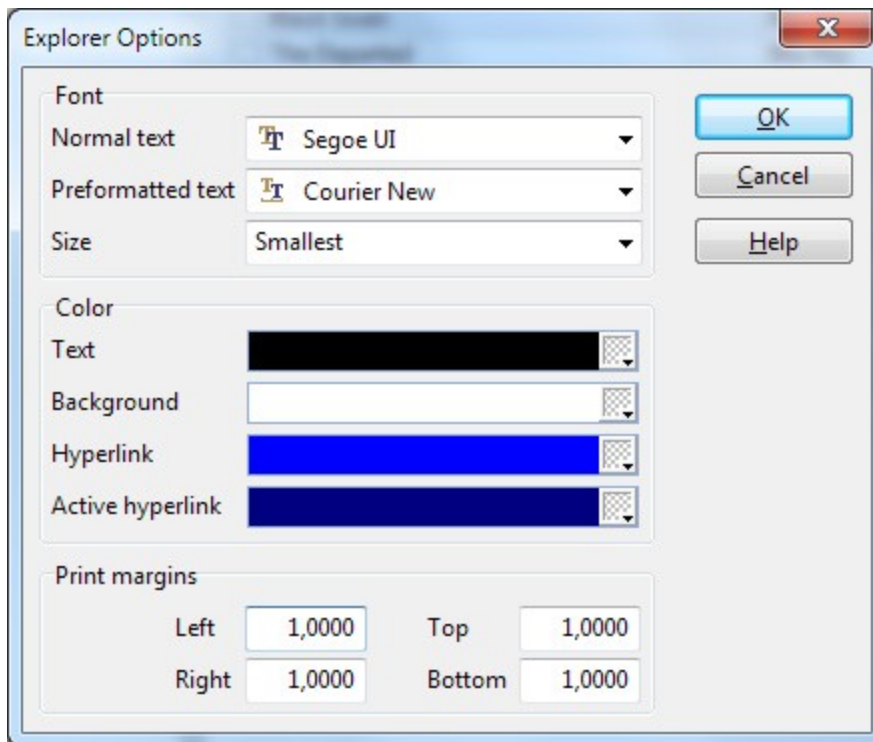 Explorer Options
Font
OK
Normal text Segoe UI
Cancel
Preformatted text Courier New
Size Smallest
Help
Color
Text
Background
Hyperlink
Active hyperlink
Print margins
Left 1,0000 Top 1,0000
Right 1,0000 Bottom 1,0000